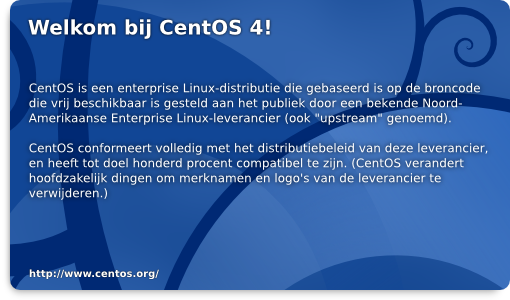 Welkom bij CentOS 4!
CentOS is een enterprise Linux-distributie die gebaseerd is op de broncode
die vrij beschikbaar is gesteld aan het publiek door een bekende Noord-
Amerikaanse Enterprise Linux-leverancier (ook "upstream" genoemd).
CentOS conformeert volledig met het distributiebeleid van deze leverancier,
en heeft tot doel honderd procent compatibel te zijn. (CentOS verandert
hoofdzakelijk dingen om merknamen en logo's van de leverancier te
verwijderen.)
http://www.centos.org/